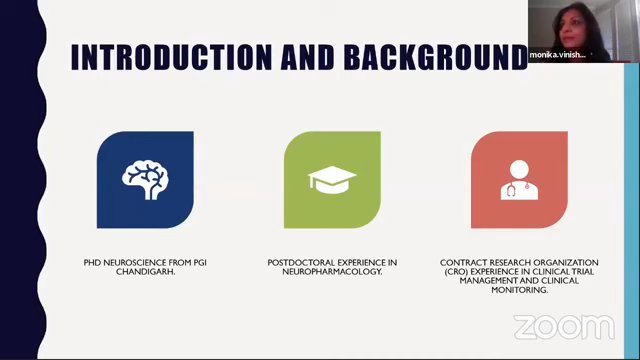 INTRODUCTION AND BACKGROUND
monika.vinish...
PHD NEUROSCIENCE FROM PGI
CHANDIGARH.
POSTDOCTORAL EXPERIENCE IN
NEUROPHARMACOLOGY.
CONTRACT RESEARCH ORGANIZATION
(CRO) EXPERIENCE IN CLINICAL TRIAL
MANAGEMENT AND CLINICAL
MONITORING.
zoom